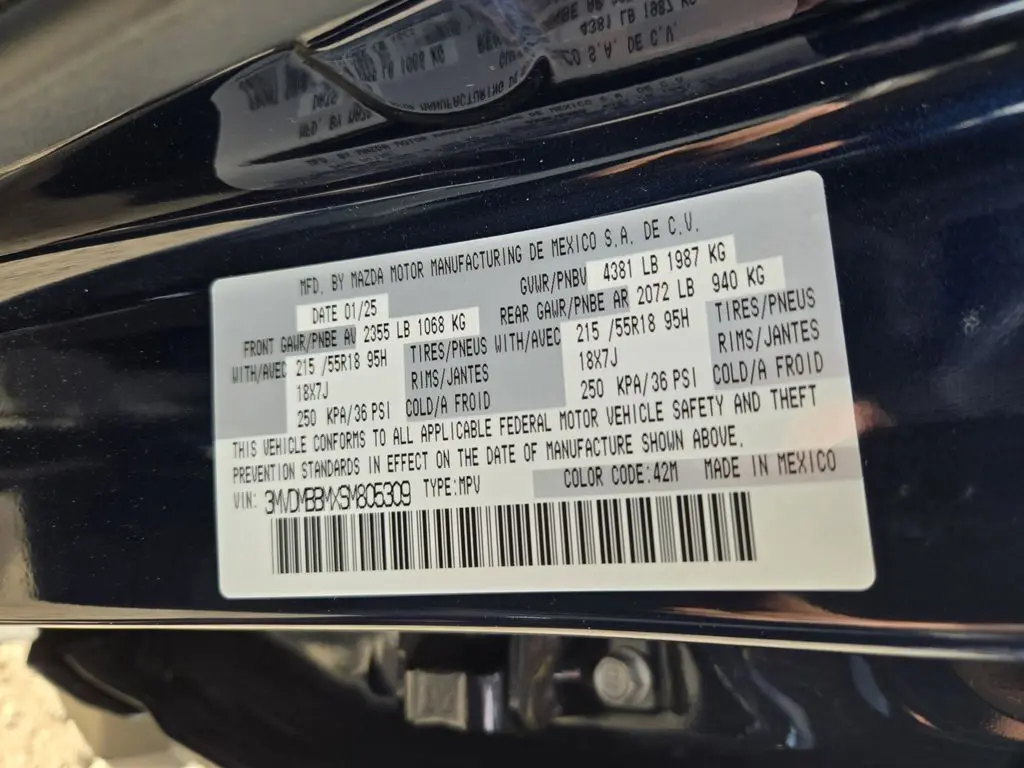 MFD. BY MAZDA MOTOR MANUFACTURING DE MEXICO S.A. DE C.V.
DATE 01/25 GVWR/PNBV 4381 LB 1987 KG
FRONT GAWR/PNBE AV 2355 LB 1068 KG REAR GAWR/PNBE AR 2072 LB 940 KG
WITH/AVEC 215 /55R18 95H TIRES/PNEUS WITH/AVEC 215 /55R18 95H TIRES/PNEUS
18X7J RIMS/JANTES 18X7J RIMS/JANTES
250 KPA/36 PSI COLD/A FROID 250 KPA/36 PSI COLD/A FROID
THIS VEHICLE CONFORMS TO ALL APPLICABLE FEDERAL MOTOR VEHICLE SAFETY AND THEFT
PREVENTION STANDARDS IN EFFECT ON THE DATE OF MANUFACTURE SHOWN ABOVE.
VIN: 3MVDMBBMXSM805309 TYPE:MPV COLOR CODE:42M MADE IN MEXICO